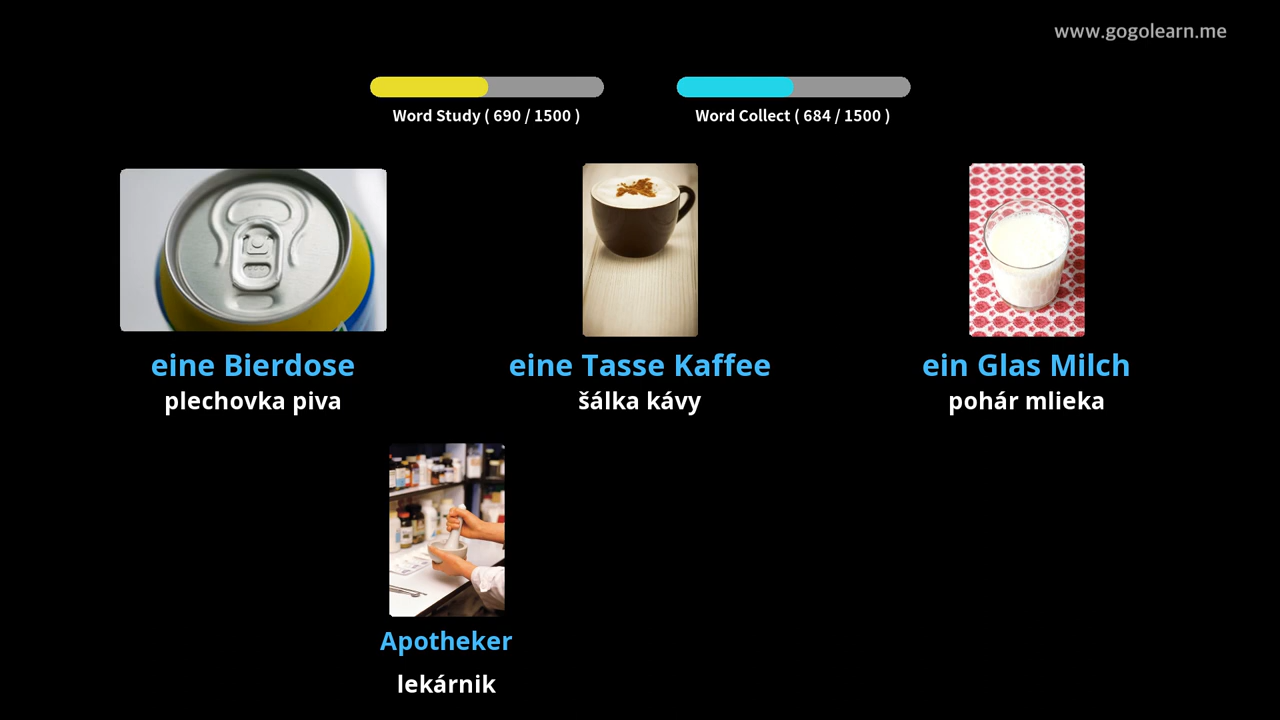 www.gogolearn.me
Word Study ( 690 / 1500 )
Word Collect ( 684 / 1500 )
eine Bierdose
plechovka piva
eine Tasse Kaffee
šálka kávy
ein Glas Milch
pohár mlieka
Apotheker
lekárnik